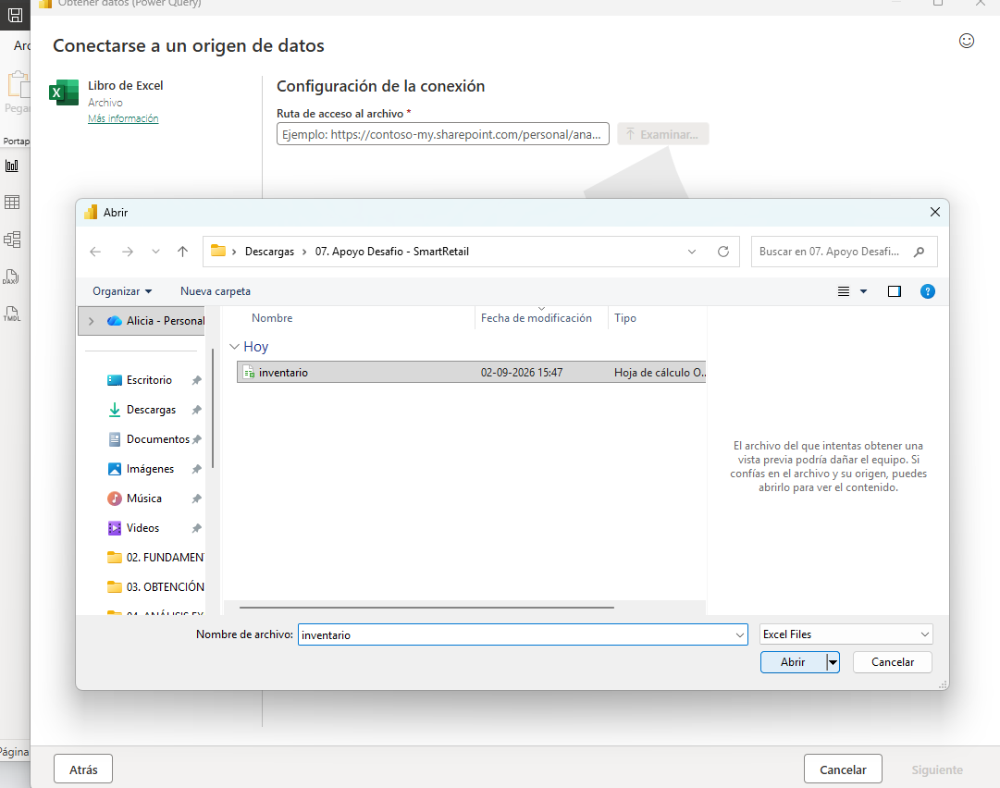 Obtener datos (Power Query)
Conectarse a un origen de datos
Libro de Excel
Archivo
Más información
Configuración de la conexión
Ruta de acceso al archivo *
Ejemplo: https://contoso-my.sharepoint.com/personal/ana...
Examinar...
Pega
Portap
DAX
TMDL
Página
Abrir
Descargas > 07. Apoyo Desafio - SmartRetail
Buscar en 07. Apoyo Desafi...
Organizar
Nueva carpeta
Alicia - Personal
Escritorio
Descargas
Documentos
Imágenes
Música
Videos
02. FUNDAMEN
03. OBTENCIÓN
04. ANÁLISIS EX
Nombre
Fecha de modificación
Tipo
Hoy
inventario
02-09-2026 15:47
Hoja de cálculo O...
El archivo del que intentas obtener una
vista previa podría dañar el equipo. Si
confías en el archivo y su origen, puedes
abrirlo para ver el contenido.
Nombre de archivo:
inventario
Excel Files
Abrir
Cancelar
Atrás
Cancelar
Siguiente